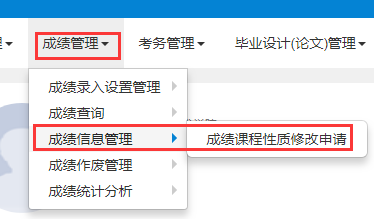 理 成绩管理 考务管理 毕业设计(论文)管理
成绩录入设置管理
成绩查询
成绩信息管理 成绩课程性质修改申请
成绩作废管理
成绩统计分析